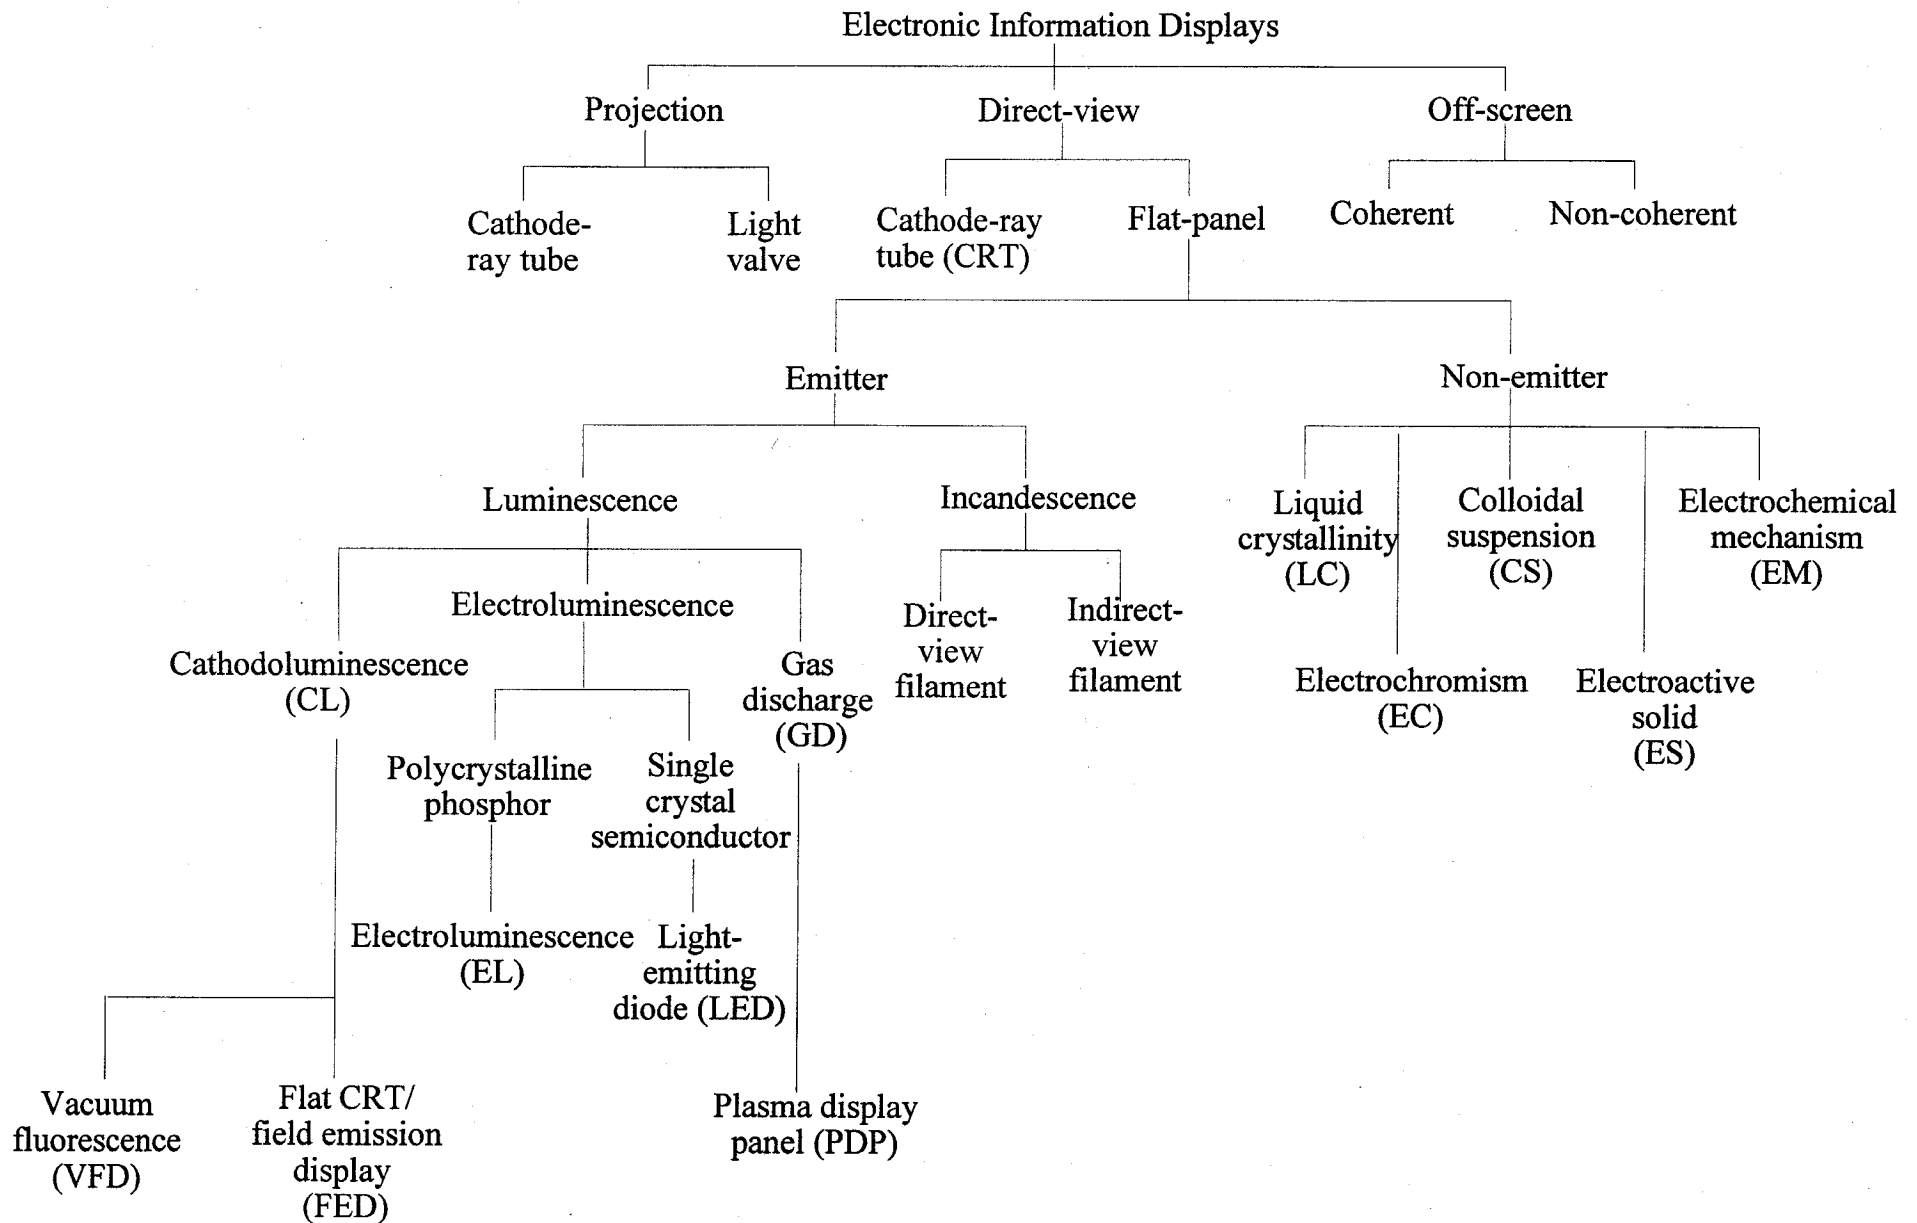 Electronic Information Displays
Projection
Direct-view
Off-screen
Cathode-
ray tube
Light
valve
Cathode-ray
tube (CRT)
Flat-panel
Coherent
Non-coherent
Emitter
Non-emitter
Luminescence
Incandescence
Liquid
crystallinity
(LC)
Colloidal
suspension
(CS)
Electrochemical
mechanism
(EM)
Electroluminescence
Direct-
view
filament
Indirect-
view
filament
Cathodoluminescence
(CL)
Gas
discharge
(GD)
Electrochromism
(EC)
Electroactive
solid
(ES)
Polycrystalline
phosphor
Single
crystal
semiconductor
Electroluminescence
(EL)
Light-
emitting
diode (LED)
Vacuum
fluorescence
(VFD)
Flat CRT/
field emission
display
(FED)
Plasma display
panel (PDP)